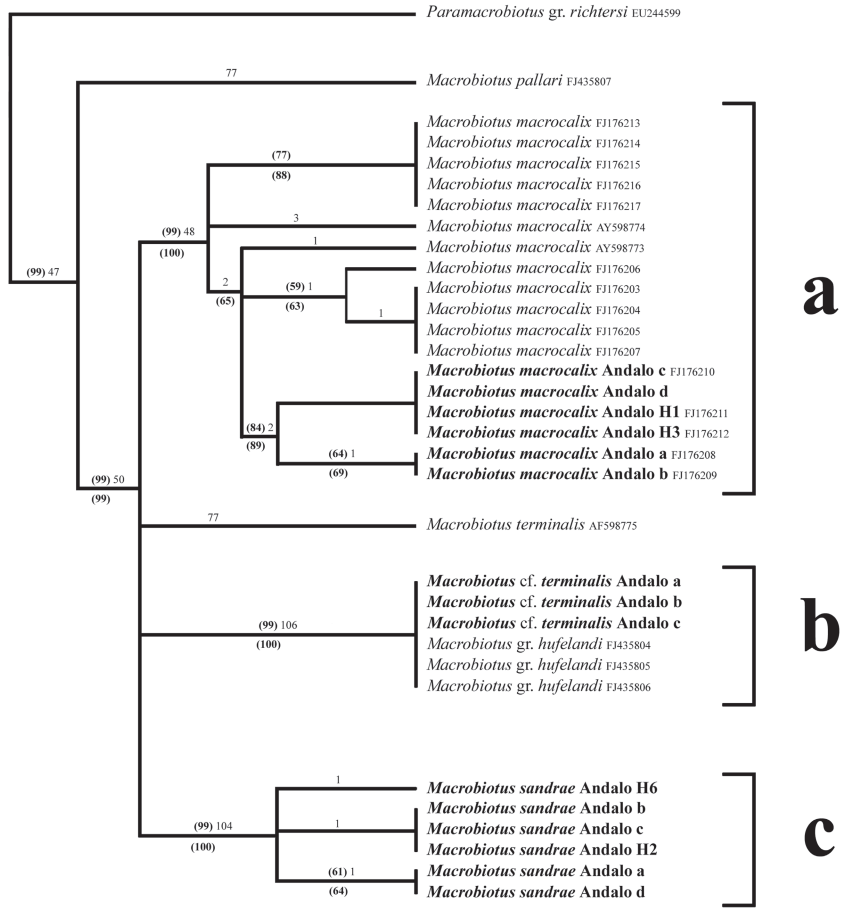 Paramacrobiotus gr. richtersi EU244599
77
Macrobiotus pallari FJ435807
Macrobiotus macrocalix FJ176213
Macrobiotus macrocalix FJ176214
(77)
Macrobiotus macrocalix FJ176215
(88)
Macrobiotus macrocalix FJ176216
Macrobiotus macrocalix FJ176217
3
Macrobiotus macrocalix AY598774
(99) 48
(100)
1
Macrobiotus macrocalix AY598773
Macrobiotus macrocalix FJ176206
(99) 47
2
(65)
(59) 1
(63)
Macrobiotus macrocalix FJ176203
Macrobiotus macrocalix FJ176204
1
Macrobiotus macrocalix FJ176205
Macrobiotus macrocalix FJ176207
a
Macrobiotus macrocalix Andalo c FJ176210
Macrobiotus macrocalix Andalo d
Macrobiotus macrocalix Andalo H1 FJ176211
(84) 2
(89)
Macrobiotus macrocalix Andalo H3 FJ176212
(64) 1
(69)
Macrobiotus macrocalix Andalo a FJ176208
Macrobiotus macrocalix Andalo b FJ176209
(99) 50
(99)
77
Macrobiotus terminalis AF598775
Macrobiotus cf. terminalis Andalo a
Macrobiotus cf. terminalis Andalo b
Macrobiotus cf. terminalis Andalo c
(99) 106
(100)
Macrobiotus gr. hufelandi FJ435804
Macrobiotus gr. hufelandi FJ435805
Macrobiotus gr. hufelandi FJ435806
b
1
Macrobiotus sandrae Andalo H6
Macrobiotus sandrae Andalo b
1
Macrobiotus sandrae Andalo c
(99) 104
(100)
Macrobiotus sandrae Andalo H2
(61) 1
(64)
Macrobiotus sandrae Andalo a
Macrobiotus sandrae Andalo d
c